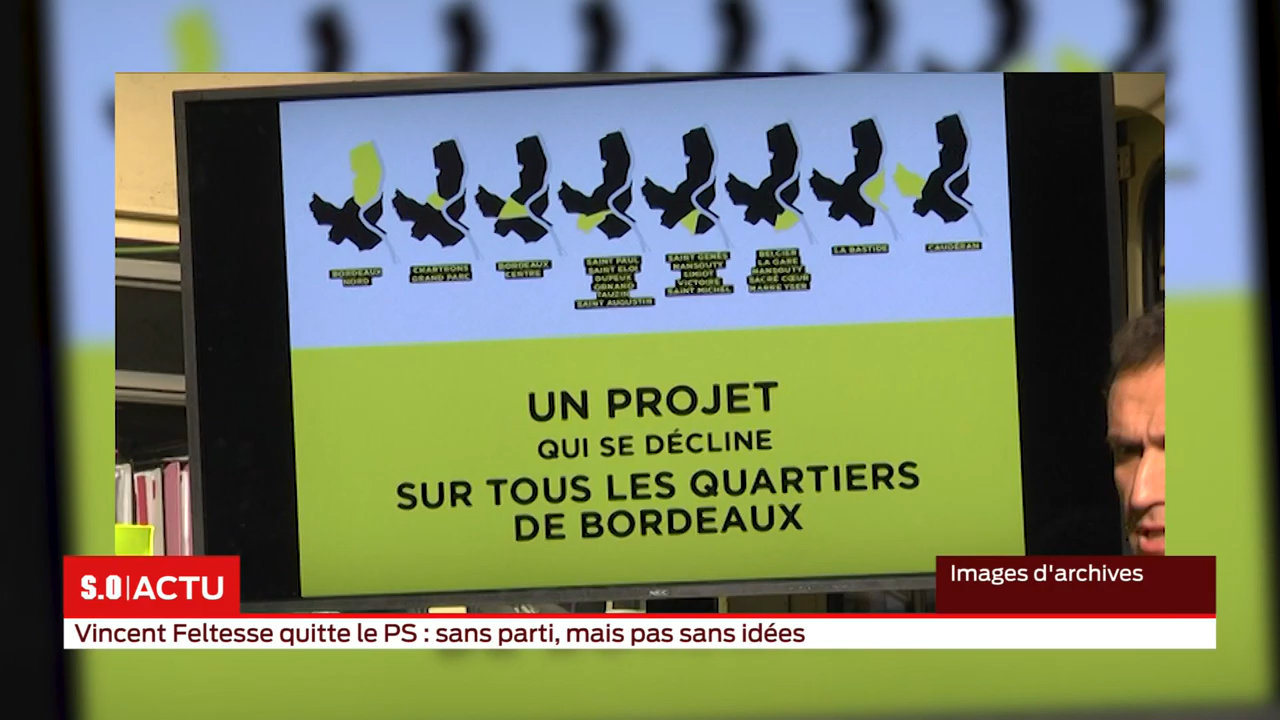 BORDEAUX
NORD
CHARTRONS
GRAND PARC
BORDEAUX
CENTRE
SAINT PAUL
SAINT ELOI
DUPEUX
ORNANO
TAUZIN
SAINT AUGUSTIN
SAINT GENES
NANSOUTY
SIMIOT
VICTOIRE
SAINT MICHEL
BELCIER
LA GARE
NANSOUTY
SACRÉ CŒUR
MARNE YSER
LA BASTIDE
CAUDÉRAN
UN PROJET
QUI SE DÉCLINE
SUR TOUS LES QUARTIERS
DE BORDEAUX
NEC
S.O|ACTU
Images d'archives
Vincent Feltesse quitte le PS : sans parti, mais pas sans idées